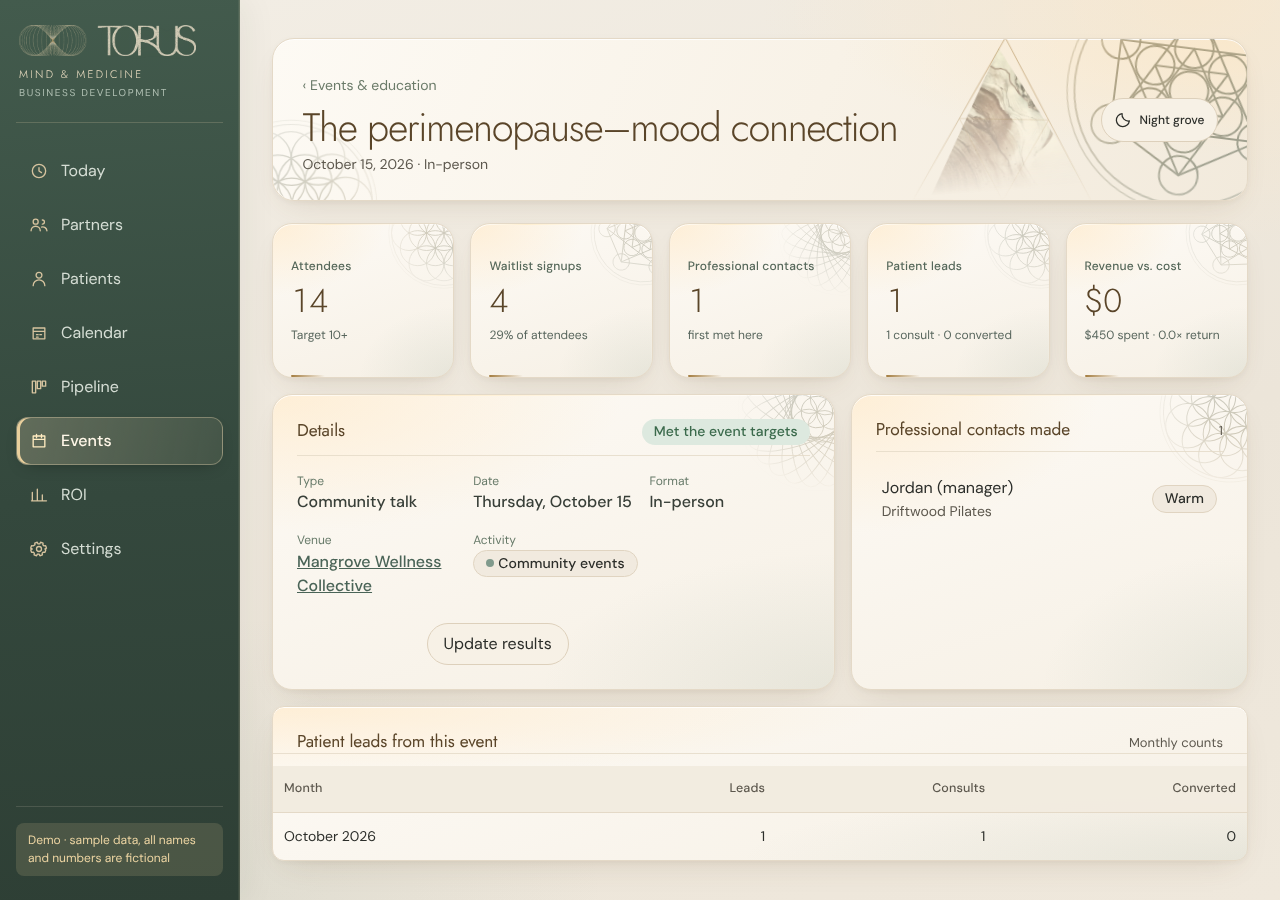 TORUS
MIND & MEDICINE
BUSINESS DEVELOPMENT
Today
Partners
Patients
Calendar
Pipeline
Events
ROI
Settings
Demo · sample data, all names
and numbers are fictional
‹ Events & education
The perimenopause—mood connection
October 15, 2026 · In-person
Night grove
Attendees
14
Target 10+
Waitlist signups
4
29% of attendees
Professional contacts
1
first met here
Patient leads
1
1 consult · 0 converted
Revenue vs. cost
$0
$450 spent · 0.0× return
Details
Met the event targets
Type
Community talk
Date
Thursday, October 15
Format
In-person
Venue
Mangrove Wellness
Collective
Activity
Community events
Update results
Professional contacts made
1
Jordan (manager)
Driftwood Pilates
Warm
Patient leads from this event
Monthly counts
Month Leads Consults Converted
October 2026 1 1 0